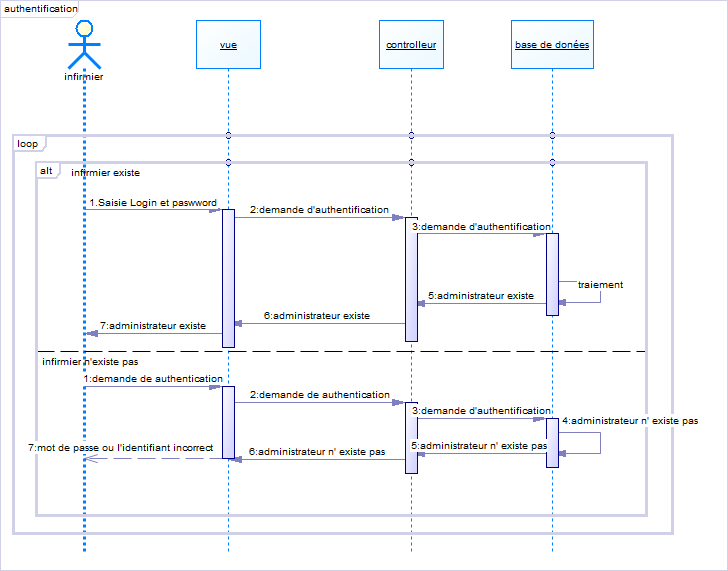 authentification
infirmier
vue
controlleur
base de donées
loop
alt
infirmier existe
1.Saisie Login et paswword
2:demande d'authentification
3:demande d'authentification
traiement
5:administrateur existe
6:administrateur existe
7:administrateur existe
infirmier n'existe pas
1:demande de authentication
2:demande de authentication
3:demande d'authentification
4:administrateur n' existe pas
5:administrateur n' existe pas
6:administrateur n' existe pas
7:mot de passe ou l'identifiant incorrect